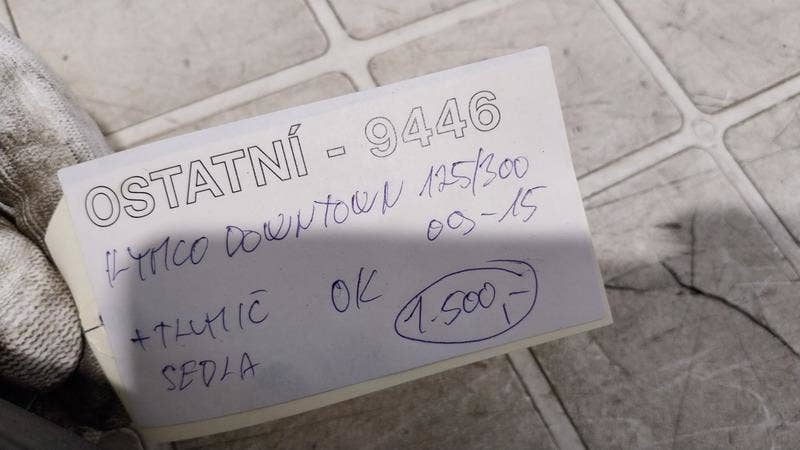 OSTATNÍ - 9446
KYMCO DOWNTOWN 125/300
09-15
+TLUMIČ OK 1.500,-
SEDLA